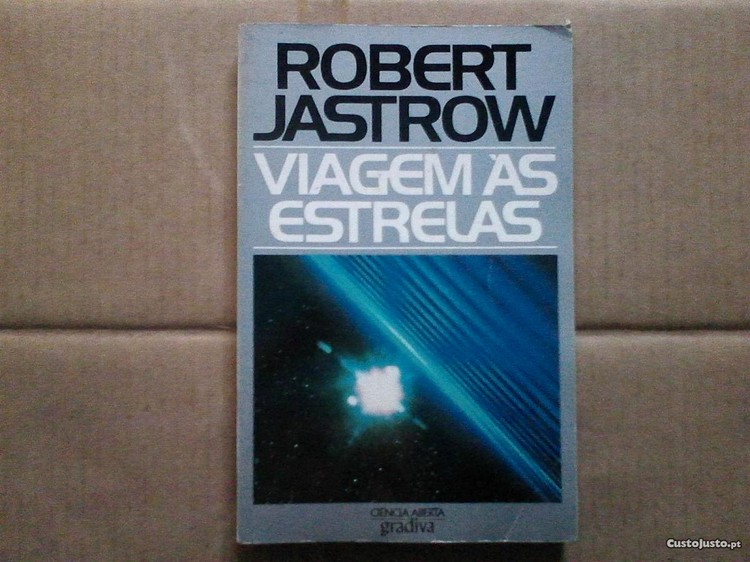 ROBERT
JASTROW
VIAGEM ÀS
ESTRELAS
CIÊNCIA ABERTA
gradiva
CustoJusto.pt